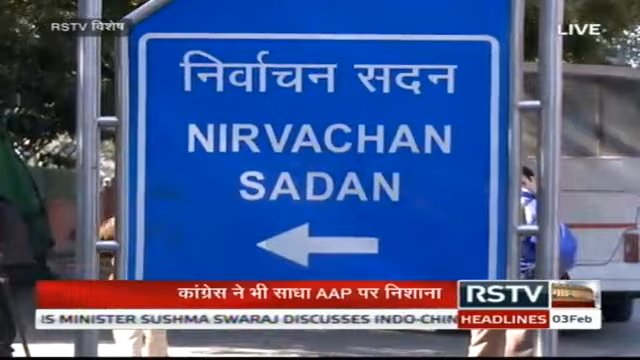 RSTV विशेष
LIVE
निर्वाचन सदन
NIRVACHAN
SADAN
कांग्रेस ने भी साधा AAP पर निशाना
RSTV
IS MINISTER SUSHMA SWARAJ DISCUSSES INDO-CHIN
HEADLINES
03Feb